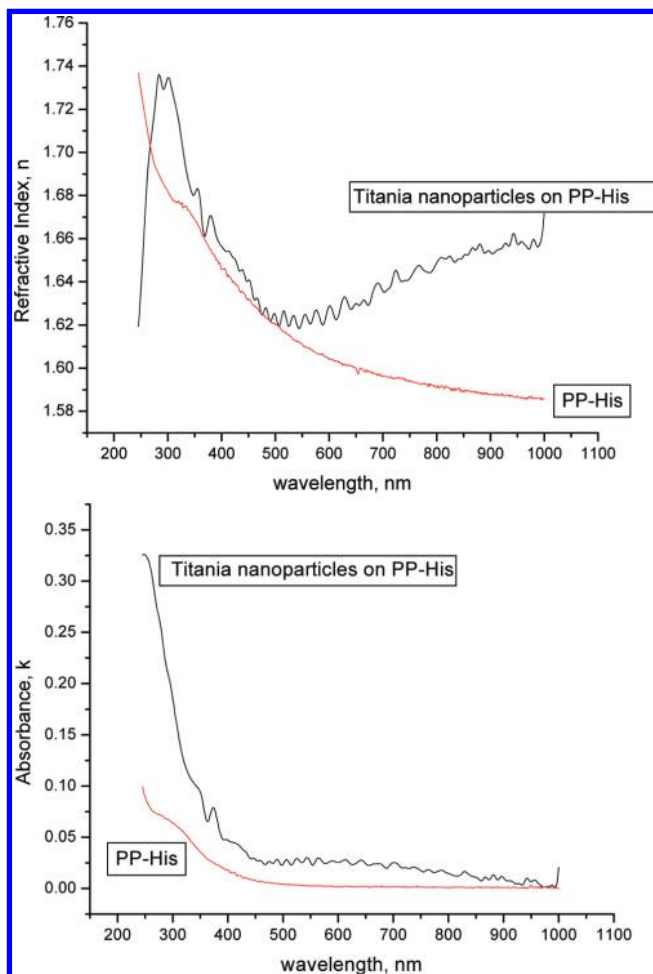 1.76
1.74
1.72
1.70
1.68
1.66
1.64
1.62
1.60
1.58
Refractive Index, n
Titania nanoparticles on PP-His
PP-His
200 300 400 500 600 700 800 900 1000 1100
wavelength, nm
0.35
0.30
0.25
0.20
0.15
0.10
0.05
0.00
Absorbance, k
Titania nanoparticles on PP-His
PP-His
200 300 400 500 600 700 800 900 1000 1100
wavelength, nm